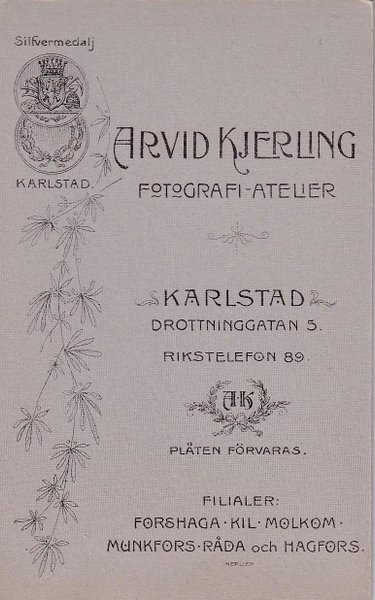 Silfvermedalj
KARLSTAD.
ARVID KJERLING
FOTOGRAFI-ATELIER
KARLSTAD
DROTTNINGGATAN 5.
RIKSTELEFON 89.
AK
PLÅTEN FÖRVARAS.
FILIALER:
FORSHAGA · KIL · MOLKOM ·
MUNKFORS · RÅDA och HAGFORS.